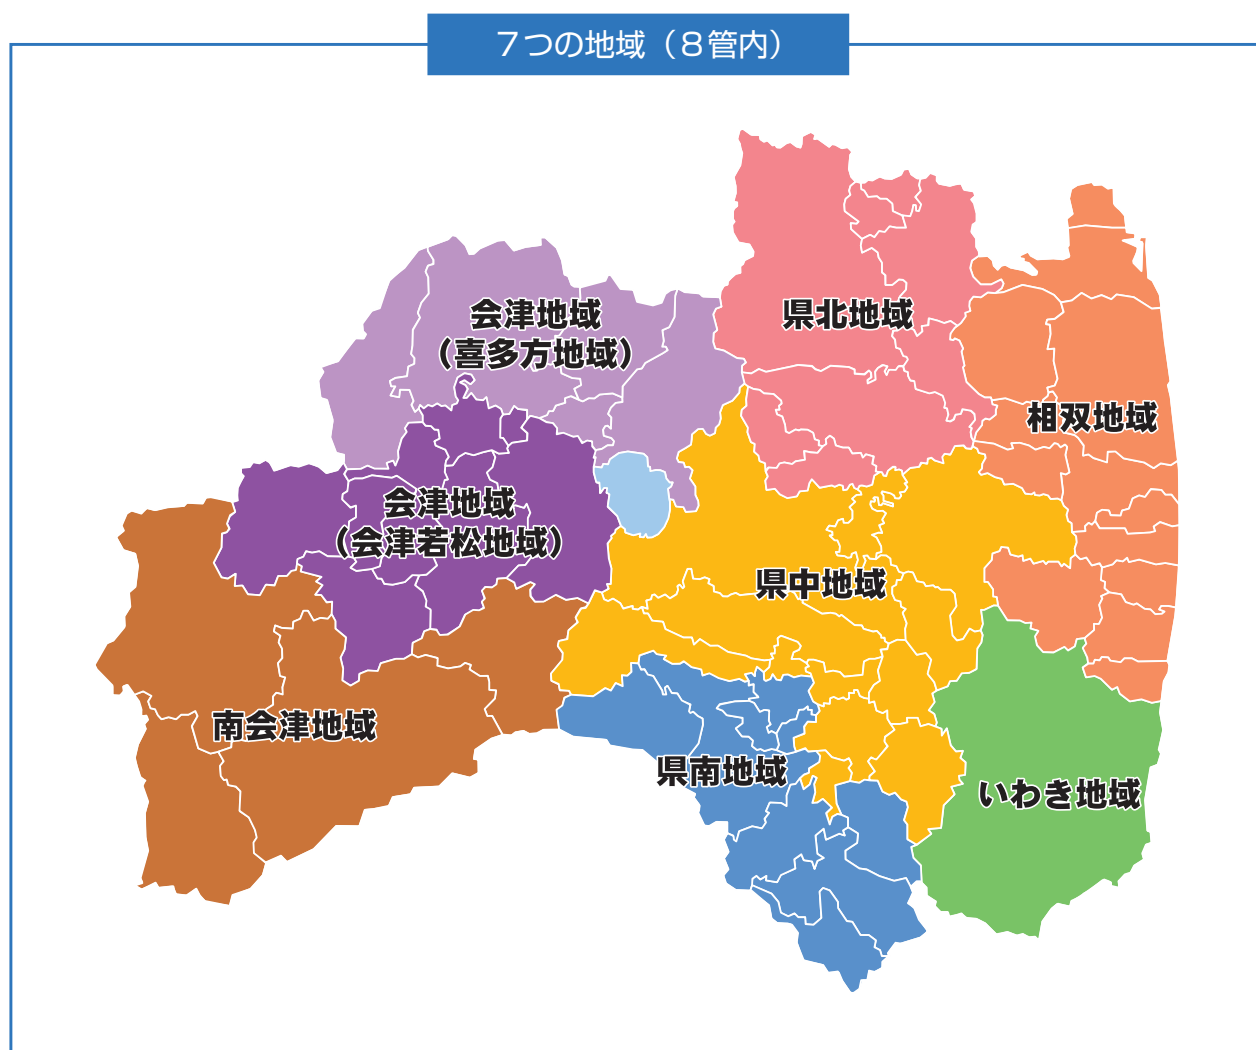 7つの地域（8管内）
県北地域
会津地域
（喜多方地域）
相双地域
会津地域
（会津若松地域）
県中地域
南会津地域
県南地域
いわき地域